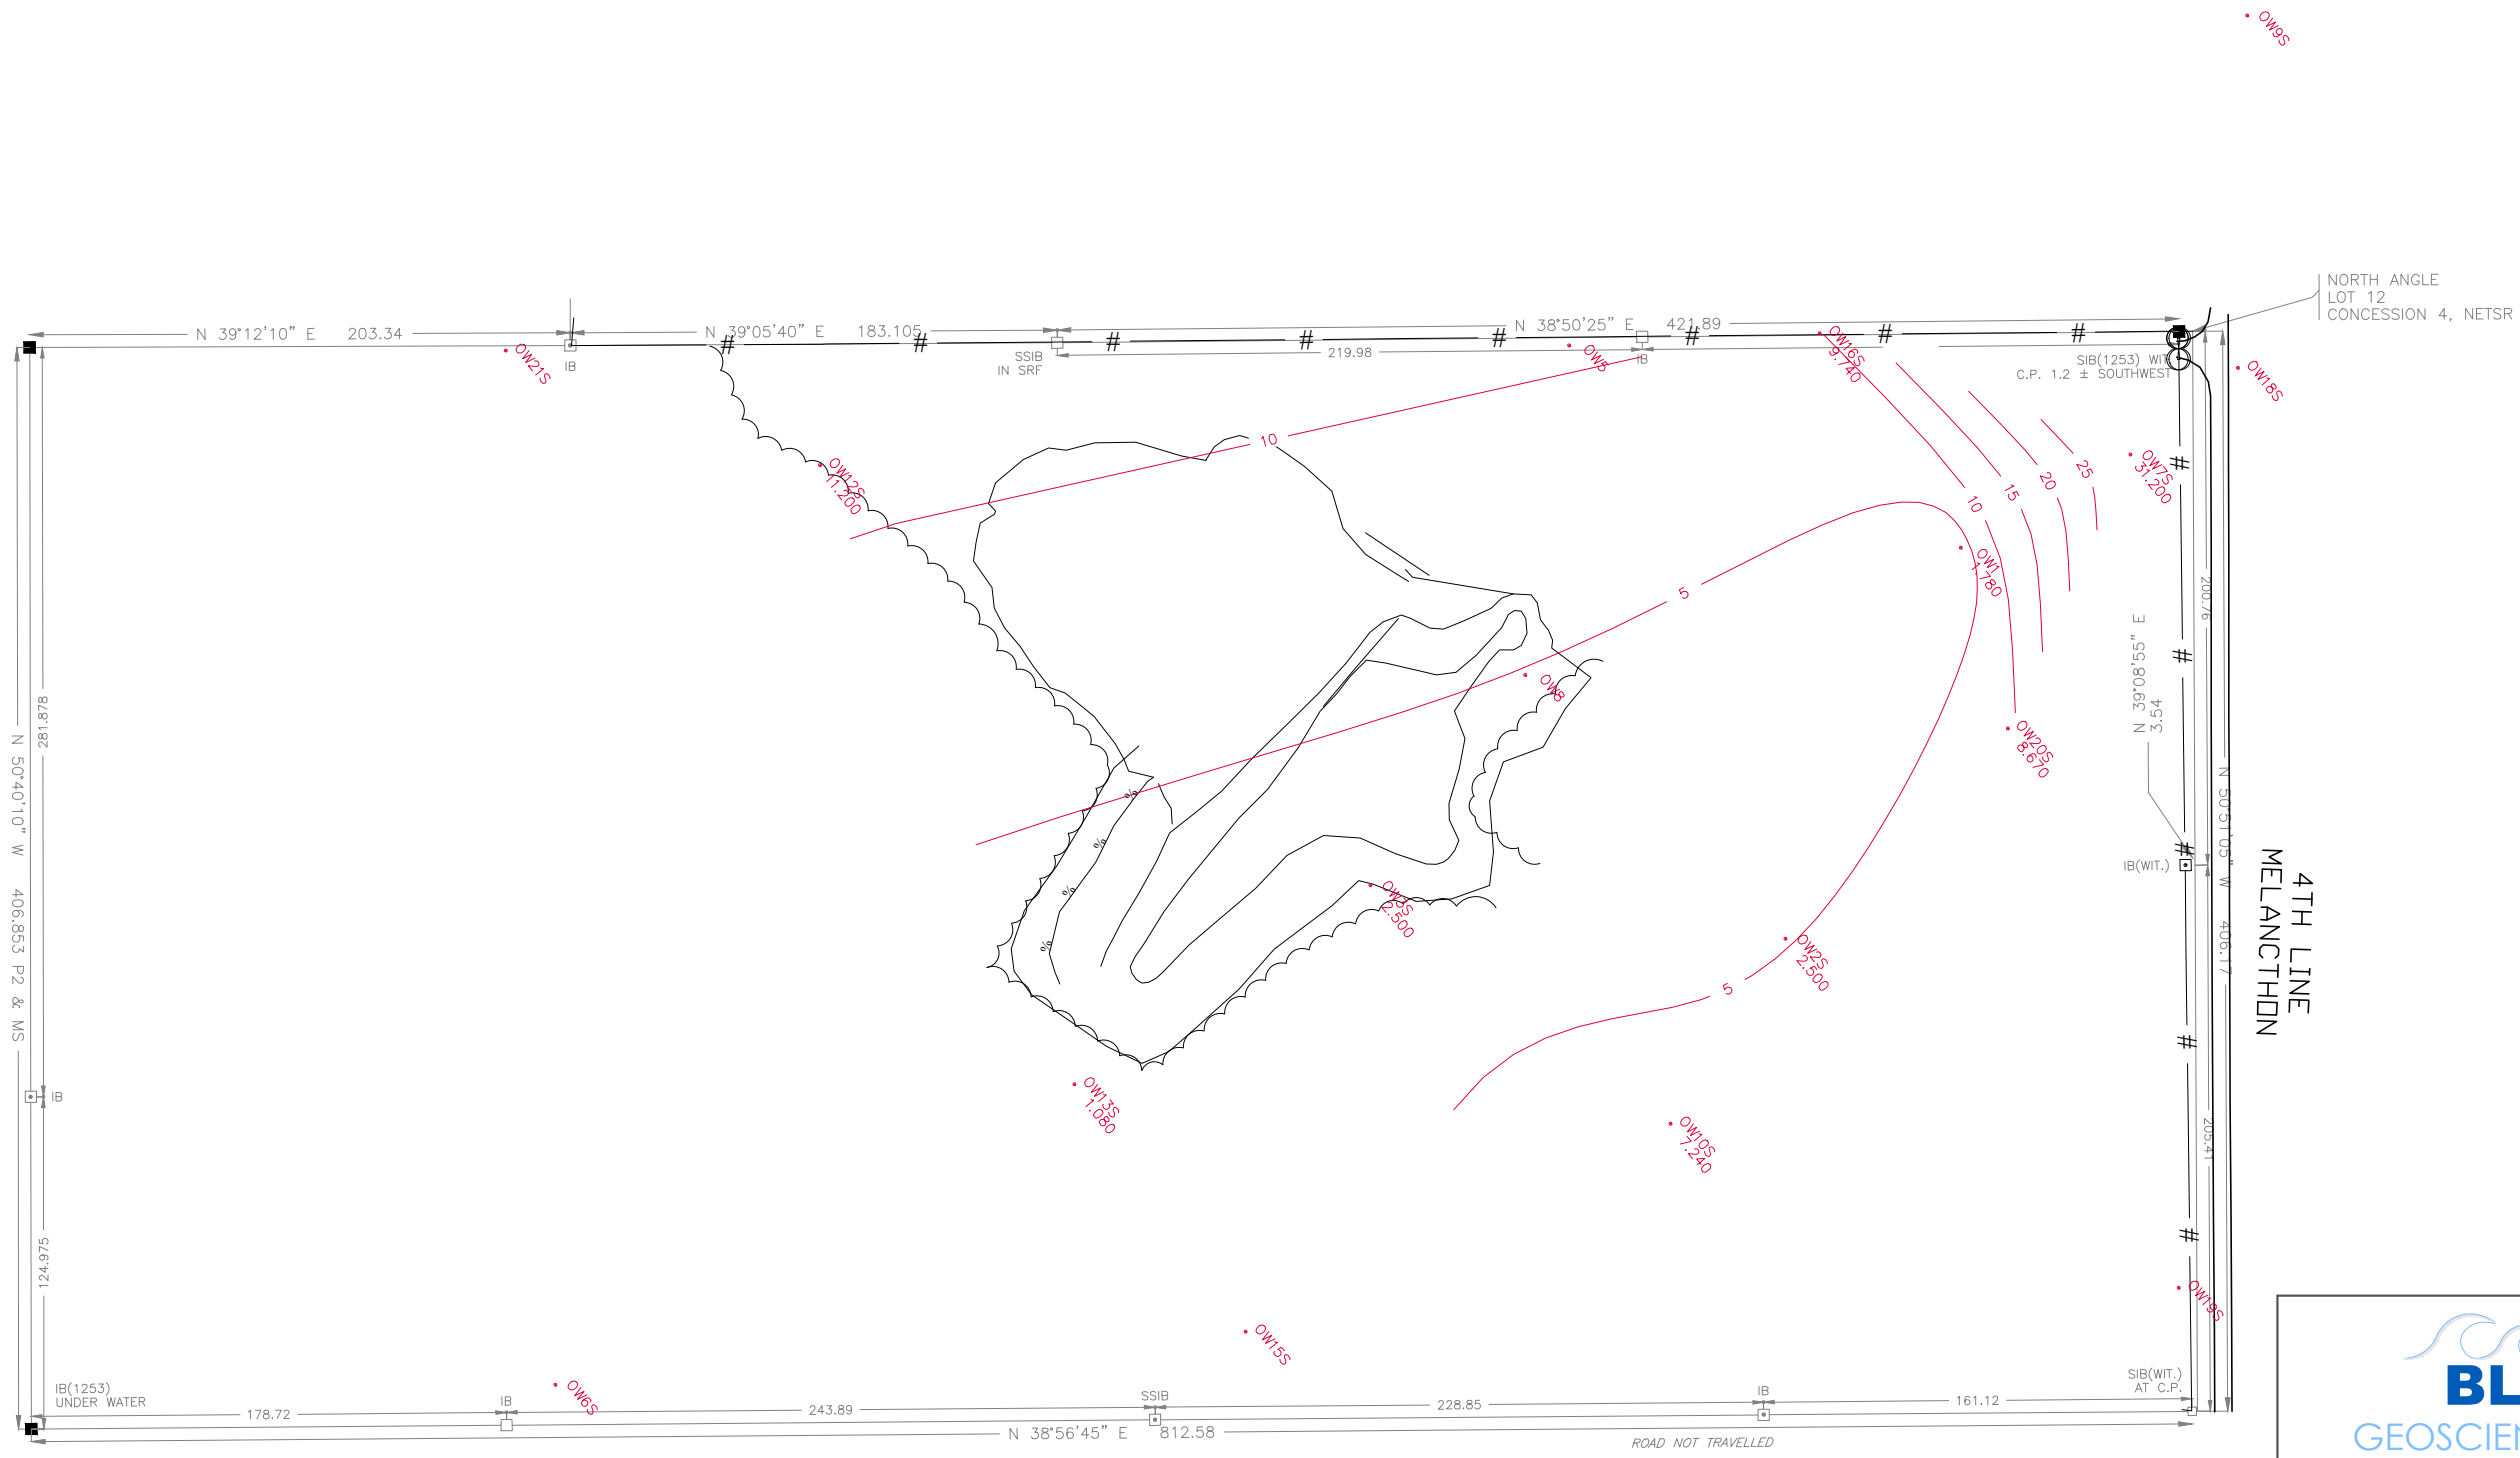 OW9S
NORTH ANGLE
LOT 12
CONCESSION 4, NETSR
N 39°12'10" E 203.34
N 39°05'40" E 183.105
N 38°50'25" E 421.89
SSIB
IN SRF
219.98
IB
IB
OW21S
OW5
OW16S
9.740
SIB(1253) WIT
C.P. 1.2 ± SOUTHWEST
OW18S
10
OW12S
11.200
10
15
20
25
OW7S
31.200
OW1
1.780
5
200.76
N 39°08'55" E
3.54
OW8
281.878
N 50°40'10" W 406.853 P2 & MS
OW20S
8.670
N 50°51'05" W 406.17
%
%
%
%
IB(WIT.)
4TH LINE
MELANCTHON
OW3S
2.500
OW2S
2.500
5
IB
OW13S
1.080
OW10S
7.240
205.41
124.975
OW19S
OW15S
OW6S
IB(1253)
UNDER WATER
SIB(WIT.)
AT C.P.
178.72
IB
243.89
SSIB
228.85
IB
161.12
N 38°56'45" E 812.58
ROAD NOT TRAVELLED
BL
GEOSCIEN